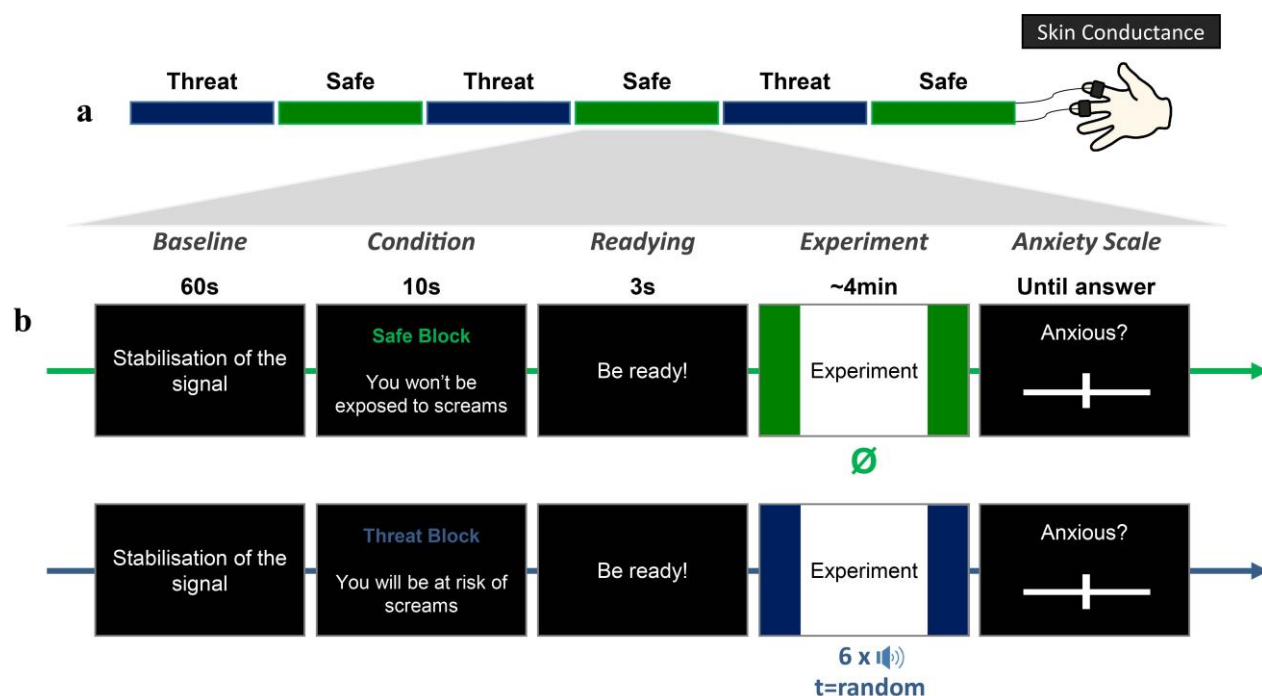 Skin Conductance
Threat Safe Threat Safe Threat Safe
a
Baseline Condition Readying Experiment Anxiety Scale
60s 10s 3s ~4min Until answer
b
Stabilisation of the
signal
Safe Block
You won't be
exposed to screams
Be ready!
Experiment
Anxious?
Ø
Stabilisation of the
signal
Threat Block
You will be at risk of
screams
Be ready!
Experiment
Anxious?
6 x
t=random